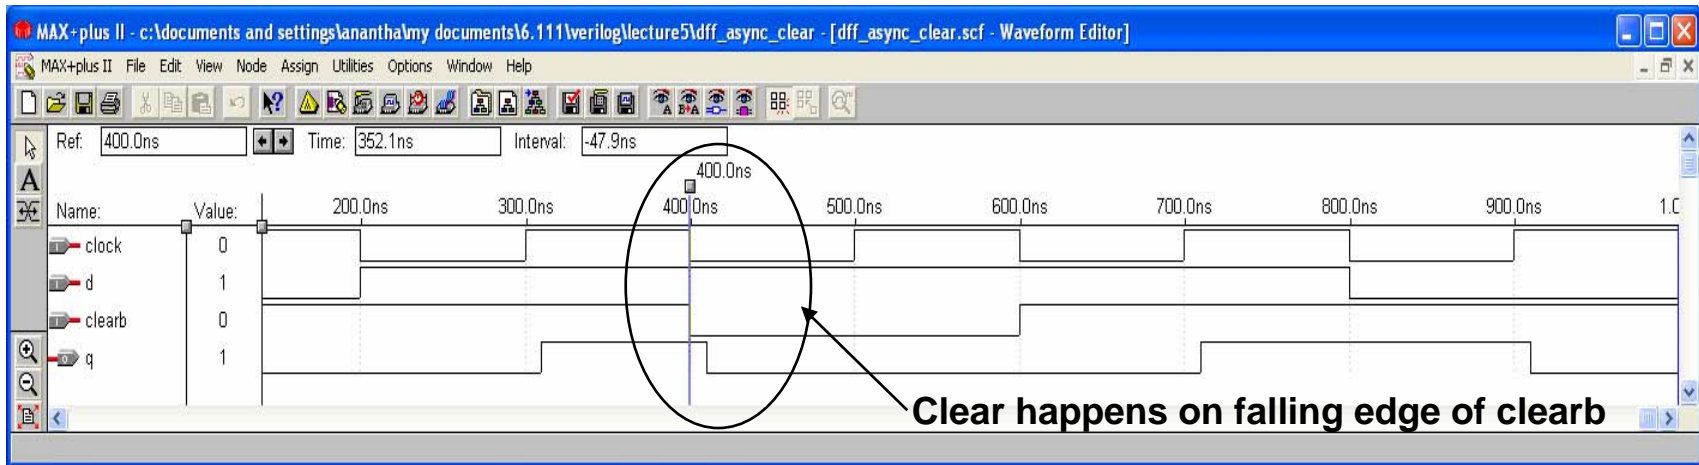 MAX+plus II - c:\documents and settings\anantha\my documents\6.111\verilog\lecture5\dff_async_clear - [dff_async_clear.scf - Waveform Editor]
MAX+plus II File Edit View Node Assign Utilities Options Window Help
Ref: 400.0ns Time: 352.1ns Interval: -47.9ns
400.0ns
Name: Value: 200.0ns 300.0ns 400.0ns 500.0ns 600.0ns 700.0ns 800.0ns 900.0ns 1.0
clock 0
d 1
clearb 0
q 1
Clear happens on falling edge of clearb